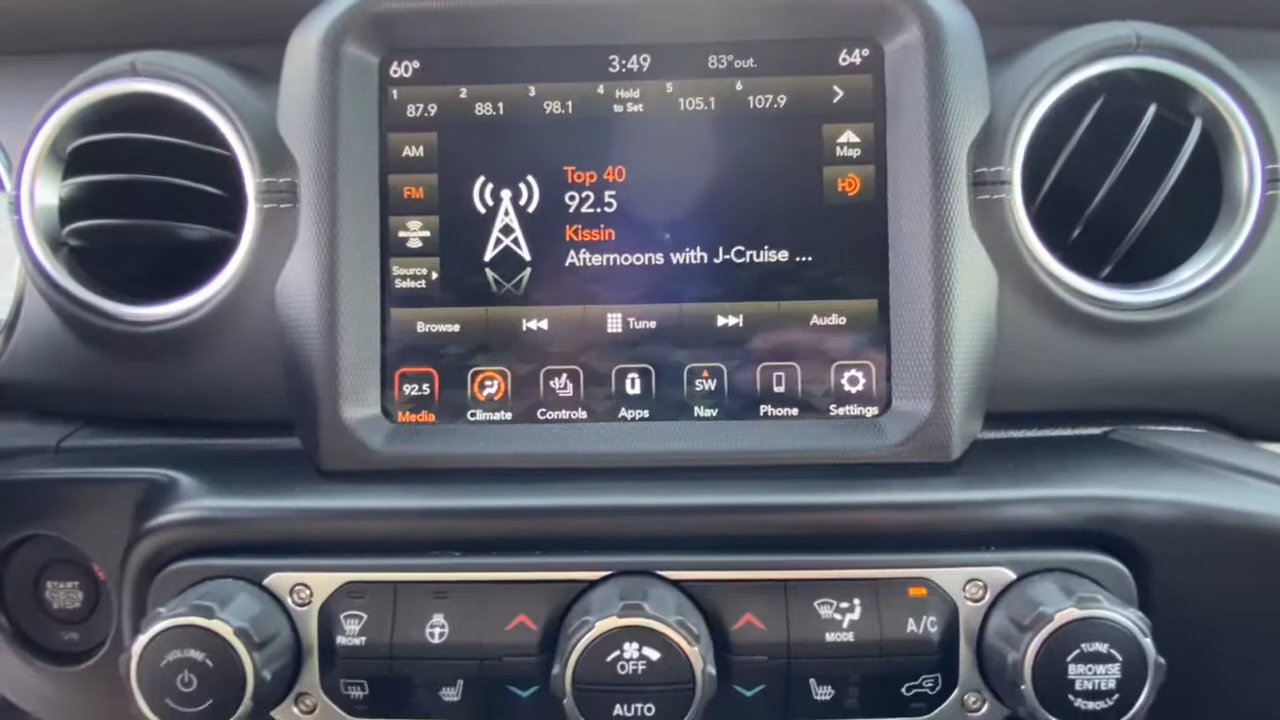 60° 3:49 83°out. 64°
1 87.9 2 88.1 3 98.1 4 Hold to Set 5 105.1 6 107.9
AM
Map
FM
HD
Top 40
92.5
Kissin
SIRIUSXM
Afternoons with J-Cruise ...
Source
Select
Browse Tune Audio
92.5 SW
Media Climate Controls Apps Nav Phone Settings
START
ENGINE
STOP
VOLUME
FRONT
OFF
AUTO
MODE
A/C
TUNE
BROWSE
ENTER
SCROLL